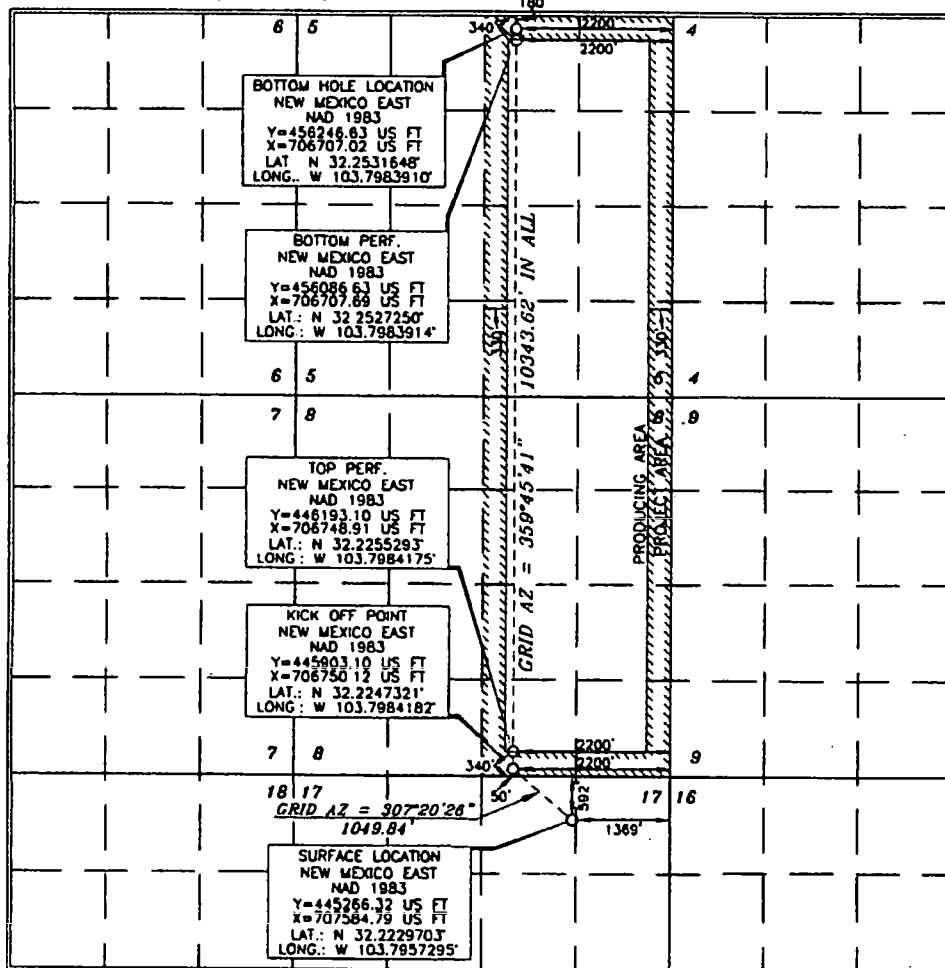 180'
6 5
340'
2200'
4
2200'
BOTTOM HOLE LOCATION
NEW MEXICO EAST
NAD 1983
Y=456246.63 US FT
X=706707.02 US FT
LAT N 32.2531648°
LONG.. W 103.7983910°
BOTTOM PERF.
NEW MEXICO EAST
NAD 1983
Y=456086.63 US FT
X=706707.69 US FT
LAT.: N 32.2527250°
LONG: W 103.7983914°
330'
10343.62' IN ALL
330'
6 5
4
7 8
9
TOP PERF.
NEW MEXICO EAST
NAD 1983
Y=446193.10 US FT
X=706748.91 US FT
LAT.: N 32.2255293°
LONG: W 103.7984175°
GRID AZ = 359°45'41"
PRODUCING AREA
PROJECT AREA
KICK OFF POINT
NEW MEXICO EAST
NAD 1983
Y=445903.10 US FT
X=706750.12 US FT
LAT.: N 32.2247321°
LONG: W 103.7984182°
7 8
2200'
9
340'
2200'
18 17
50'
592'
17 16
GRID AZ = 307°20'26"
1049.84'
1369'
SURFACE LOCATION
NEW MEXICO EAST
NAD 1983
Y=445266.32 US FT
X=707584.79 US FT
LAT.: N 32.2229703°
LONG.: W 103.7957295°